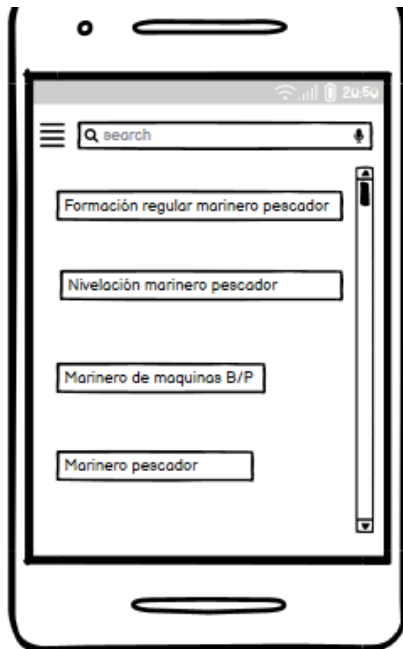 20:50
search
Formación regular marinero pescador
Nivelación marinero pescador
Marinero de maquinas B/P
Marinero pescador